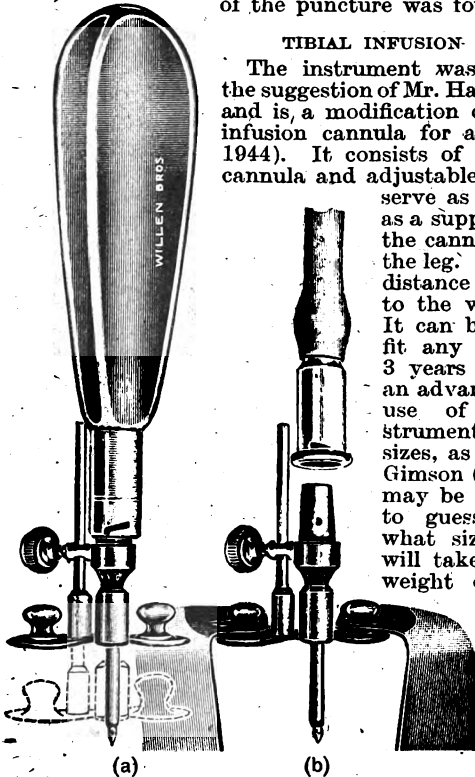 of the puncture was fo
TIBIAL INFUSION
The instrument was
the suggestion of Mr. Ha
and is, a modification
infusion cannula for a
1944). It consists of
cannula and adjustable
serve as
as a supp
the cann
the leg.
distance
to the
It can b
fit any
3 years
an advan
use of
strument
sizes, as
Gimson (
may be
to guess
what siz
will take
weight
WILLEN BROS.
(a)
(b)